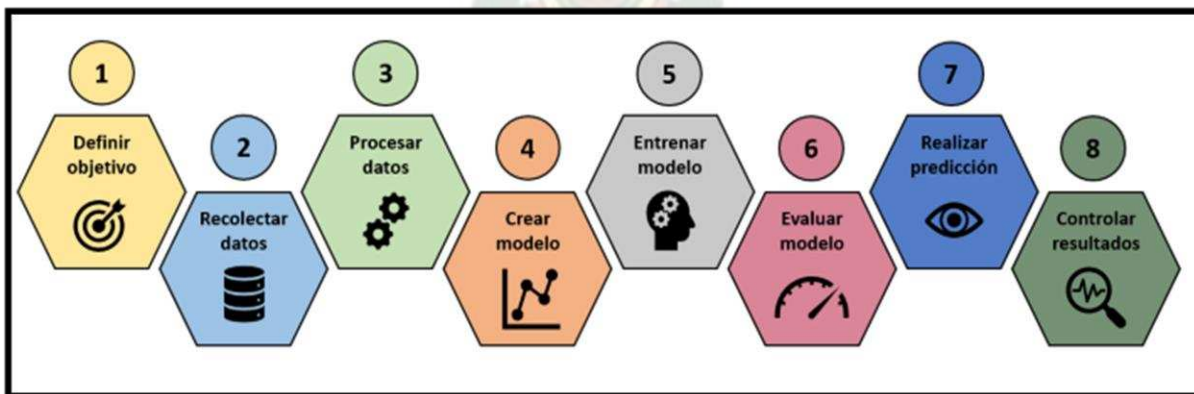 1
Definir
objetivo
2
Recolectar
datos
3
Procesar
datos
4
Crear
modelo
5
Entrenar
modelo
6
Evaluar
modelo
7
Realizar
predicción
8
Controlar
resultados